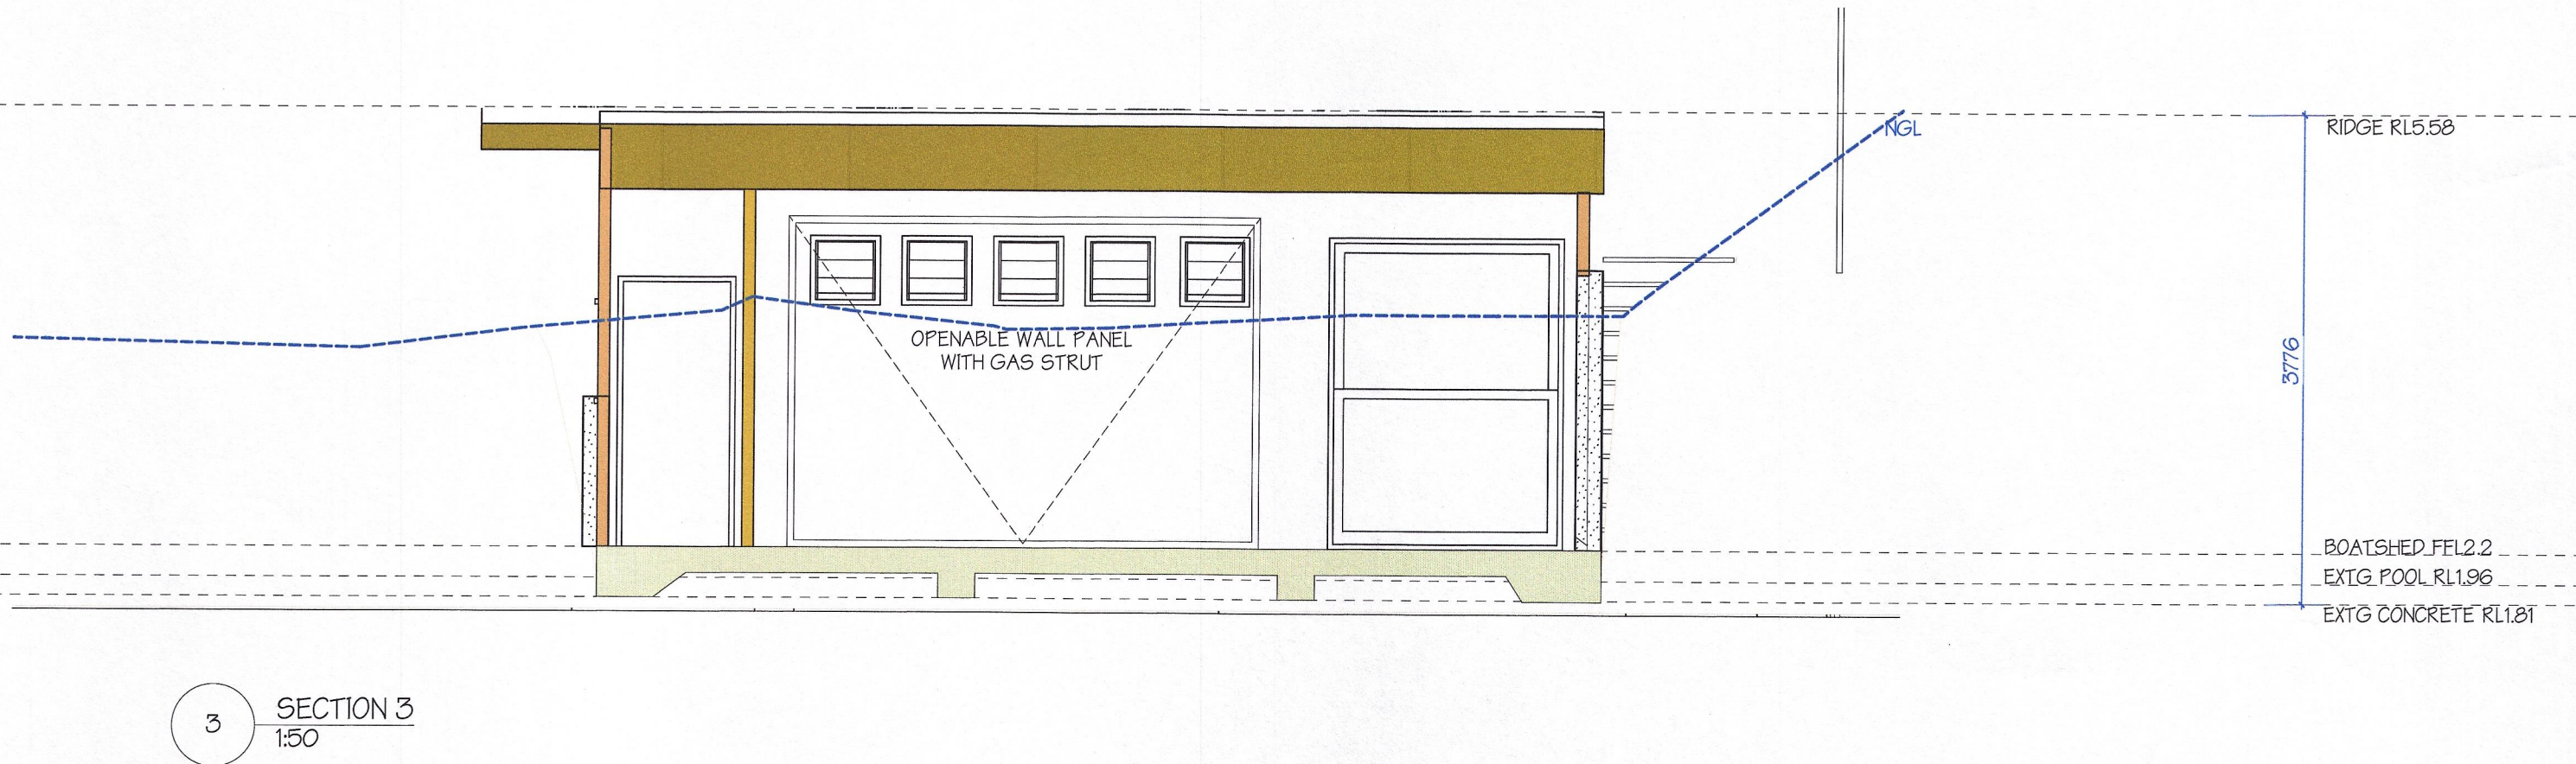 NGL
RIDGE RL5.58
OPENABLE WALL PANEL
WITH GAS STRUT
3776
BOATSHED FFL2.2
EXTG POOL RL1.96
EXTG CONCRETE RL1.81
3
SECTION 3
1:50